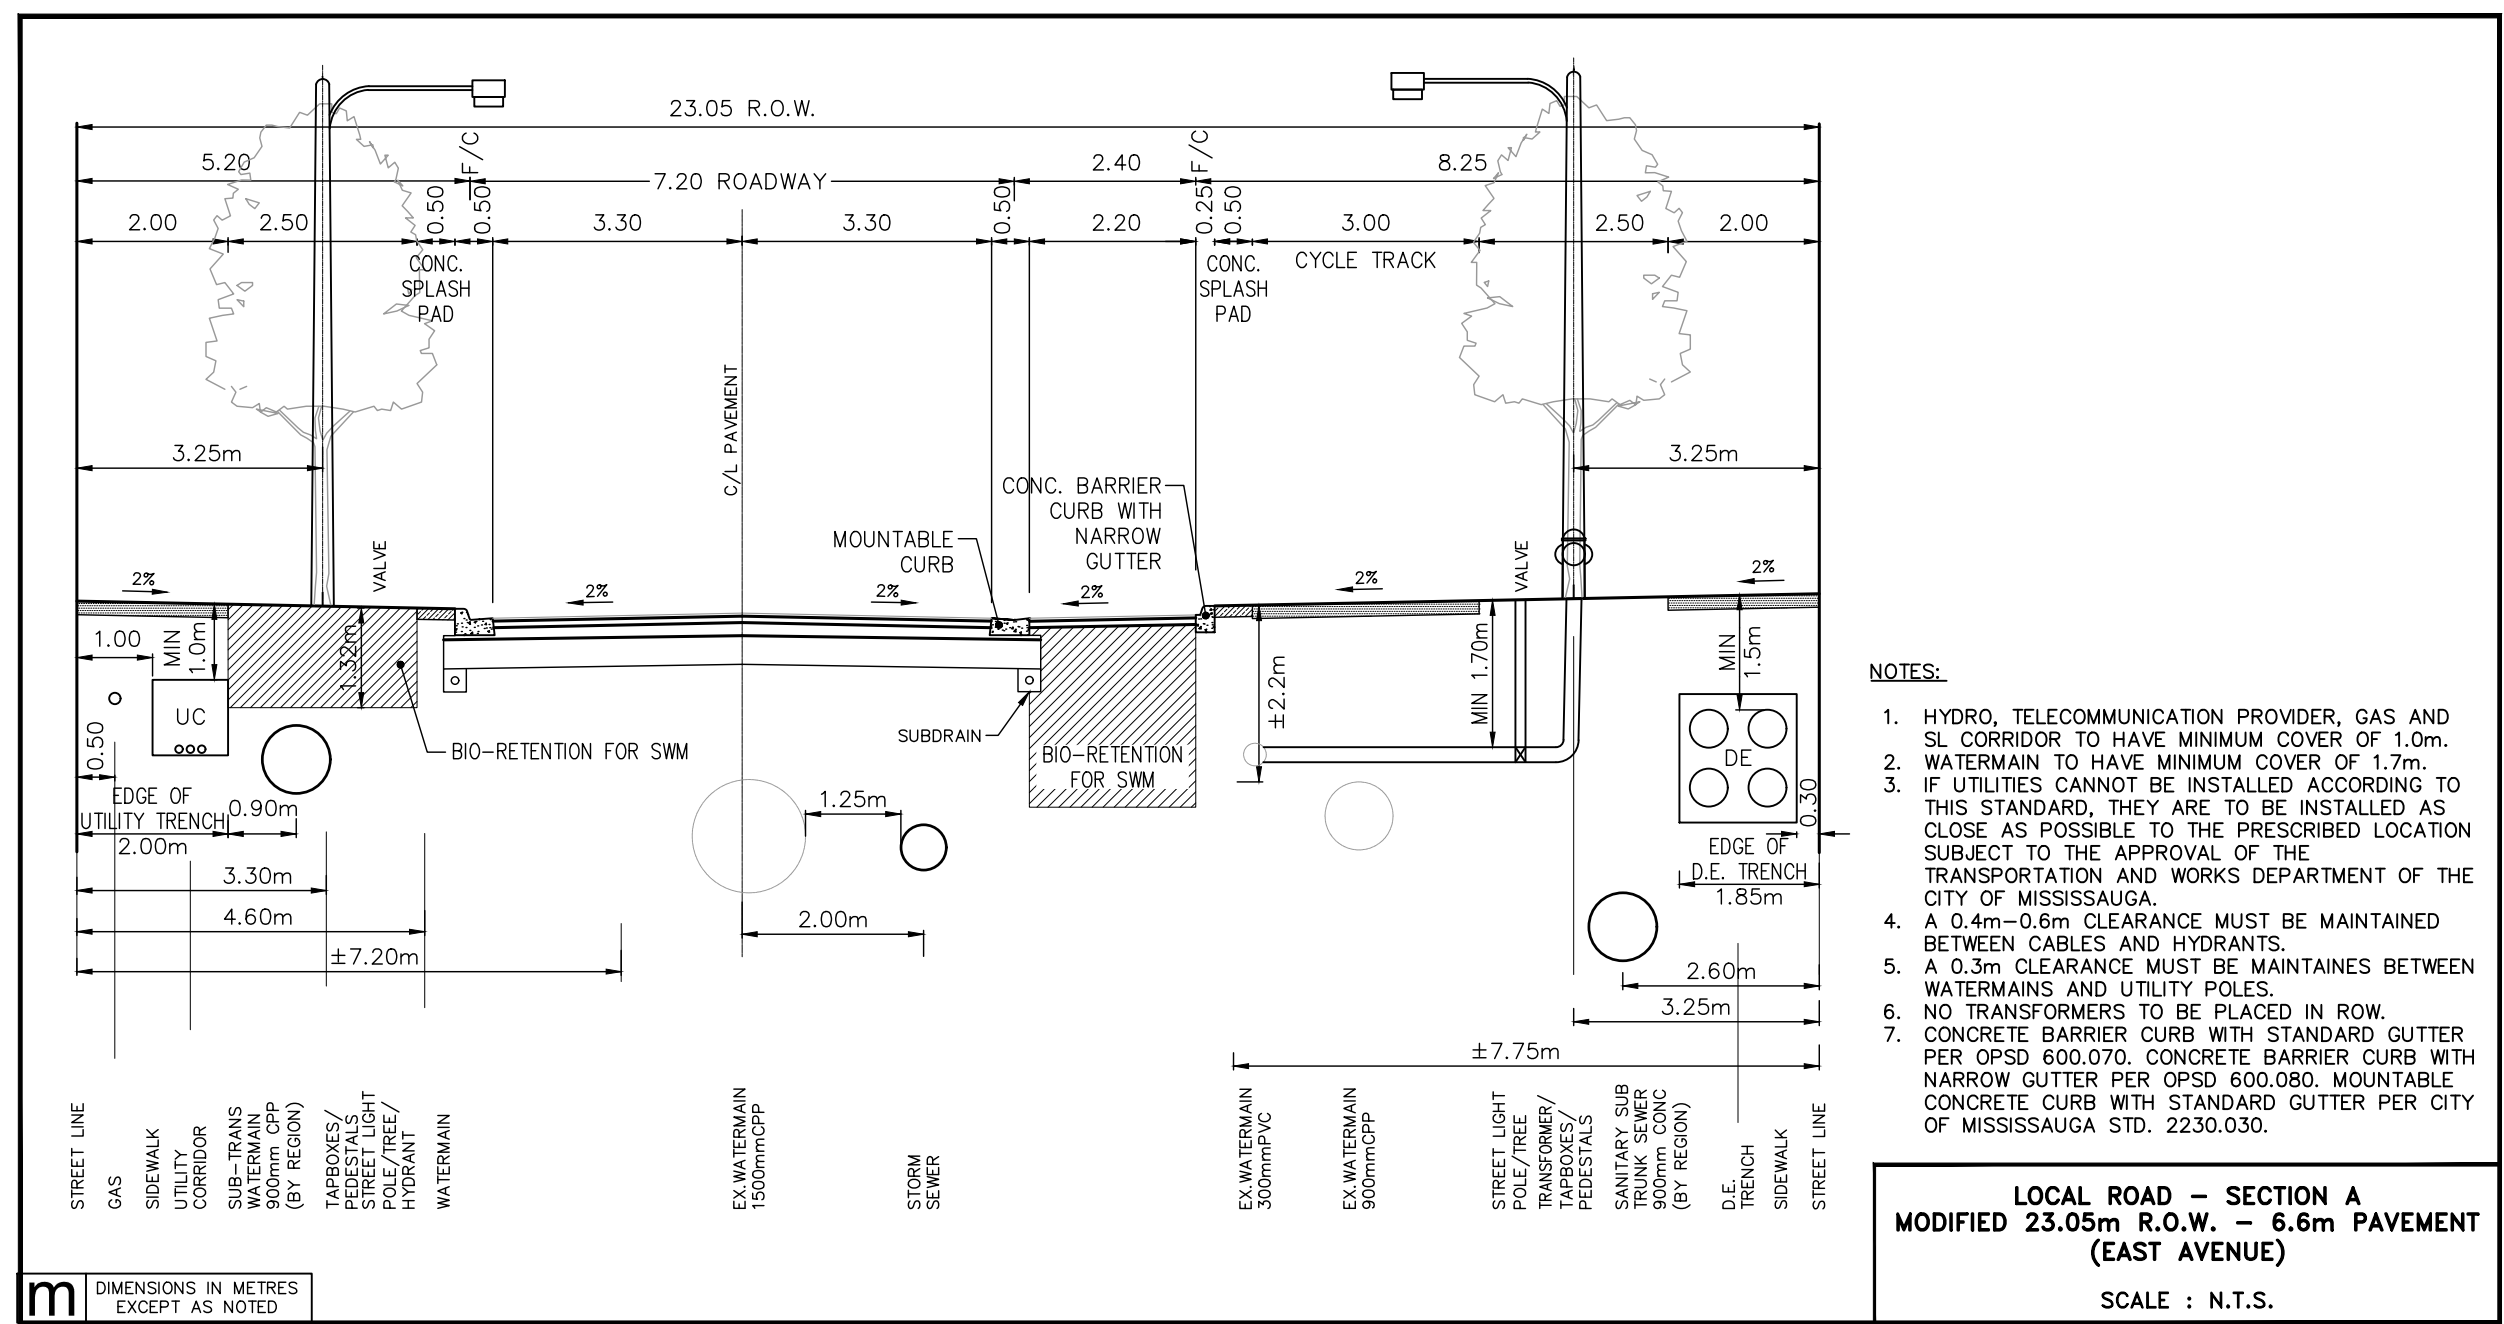 23.05 R.O.W.
5.20
F/C
7.20 ROADWAY
2.40
F/C
8.25
2.00
2.50
0.50
0.50
3.30
3.30
0.50
2.20
0.25
0.50
3.00
2.50
2.00
CONC.
SPLASH
PAD
CONC.
SPLASH
PAD
CYCLE TRACK
C/L PAVEMENT
3.25m
3.25m
CONC. BARRIER
CURB WITH
NARROW
GUTTER
MOUNTABLE
CURB
VALVE
VALVE
2%
2%
2%
2%
2%
2%
1.00
MIN
1.0m
1.32m
UC
0.50
BIO-RETENTION FOR SWM
SUBDRAIN
BIO-RETENTION
FOR SWM
±2.2m
MIN 1.70m
MIN
1.5m
DE
0.30
EDGE OF
UTILITY TRENCH
2.00m
0.90m
1.25m
EDGE OF
D.E. TRENCH
1.85m
3.30m
4.60m
±7.20m
2.00m
2.60m
3.25m
±7.75m
STREET LINE
GAS
SIDEWALK
UTILITY
CORRIDOR
SUB-TRANS
WATERMAIN
900mm CPP
(BY REGION)
TAPBOXES/
PEDESTALS
STREET LIGHT
POLE/TREE/
HYDRANT
WATERMAIN
EX.WATERMAIN
1500mmCPP
STORM
SEWER
EX.WATERMAIN
300mmPVC
EX.WATERMAIN
900mmCPP
STREET LIGHT
POLE/TREE
TRANSFORMER/
TAPBOXES/
PEDESTALS
SANITARY SUB
TRUNK SEWER
900mm CONC
(BY REGION)
D.E.
TRENCH
SIDEWALK
STREET LINE
NOTES:
1. HYDRO, TELECOMMUNICATION PROVIDER, GAS AND
SL CORRIDOR TO HAVE MINIMUM COVER OF 1.0m.
2. WATERMAIN TO HAVE MINIMUM COVER OF 1.7m.
3. IF UTILITIES CANNOT BE INSTALLED ACCORDING TO
THIS STANDARD, THEY ARE TO BE INSTALLED AS
CLOSE AS POSSIBLE TO THE PRESCRIBED LOCATION
SUBJECT TO THE APPROVAL OF THE
TRANSPORTATION AND WORKS DEPARTMENT OF THE
CITY OF MISSISSAUGA.
4. A 0.4m-0.6m CLEARANCE MUST BE MAINTAINED
BETWEEN CABLES AND HYDRANTS.
5. A 0.3m CLEARANCE MUST BE MAINTAINES BETWEEN
WATERMAINS AND UTILITY POLES.
6. NO TRANSFORMERS TO BE PLACED IN ROW.
7. CONCRETE BARRIER CURB WITH STANDARD GUTTER
PER OPSD 600.070. CONCRETE BARRIER CURB WITH
NARROW GUTTER PER OPSD 600.080. MOUNTABLE
CONCRETE CURB WITH STANDARD GUTTER PER CITY
OF MISSISSAUGA STD. 2230.030.
LOCAL ROAD - SECTION A
MODIFIED 23.05m R.O.W. - 6.6m PAVEMENT
(EAST AVENUE)
SCALE : N.T.S.
m
DIMENSIONS IN METRES
EXCEPT AS NOTED